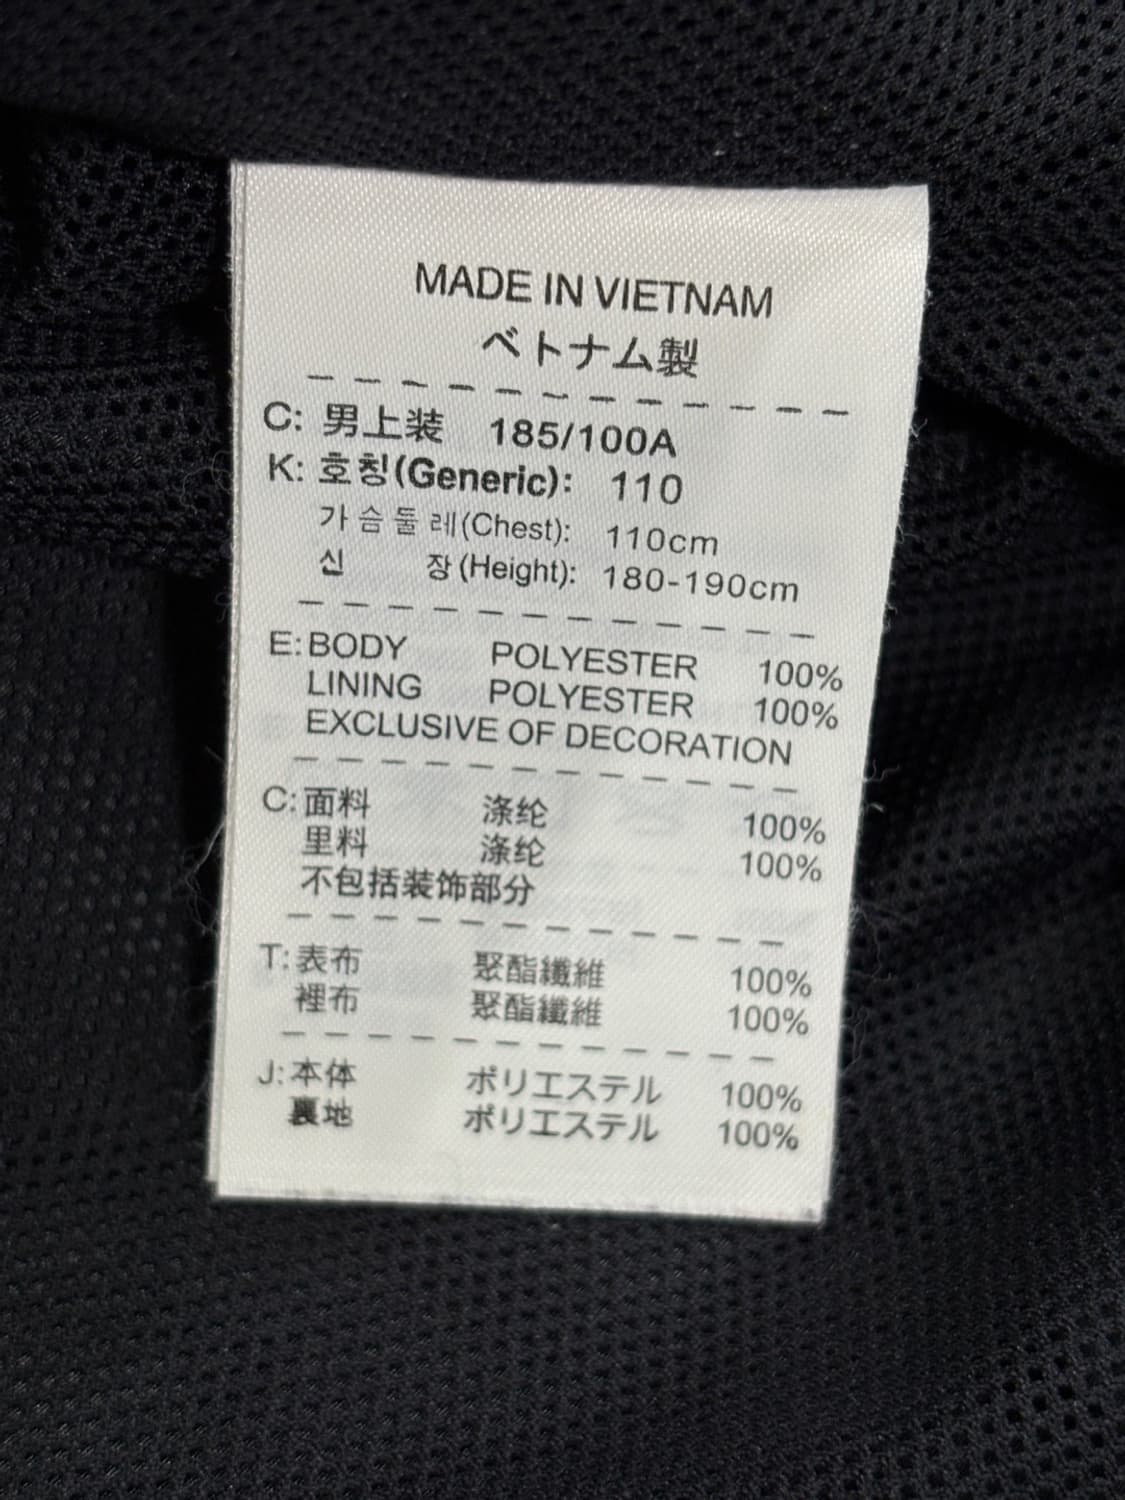 MADE IN VIETNAM
ベトナム製
C: 男上装 185/100A
K: 호칭(Generic): 110
가슴둘레(Chest): 110cm
신 장(Height): 180-190cm
E: BODY POLYESTER 100%
LINING POLYESTER 100%
EXCLUSIVE OF DECORATION
C: 面料 涤纶 100%
里料 涤纶 100%
不包括装饰部分
T: 表布 聚酯纖維 100%
裡布 聚酯纖維 100%
J: 本体 ポリエステル 100%
裏地 ポリエステル 100%